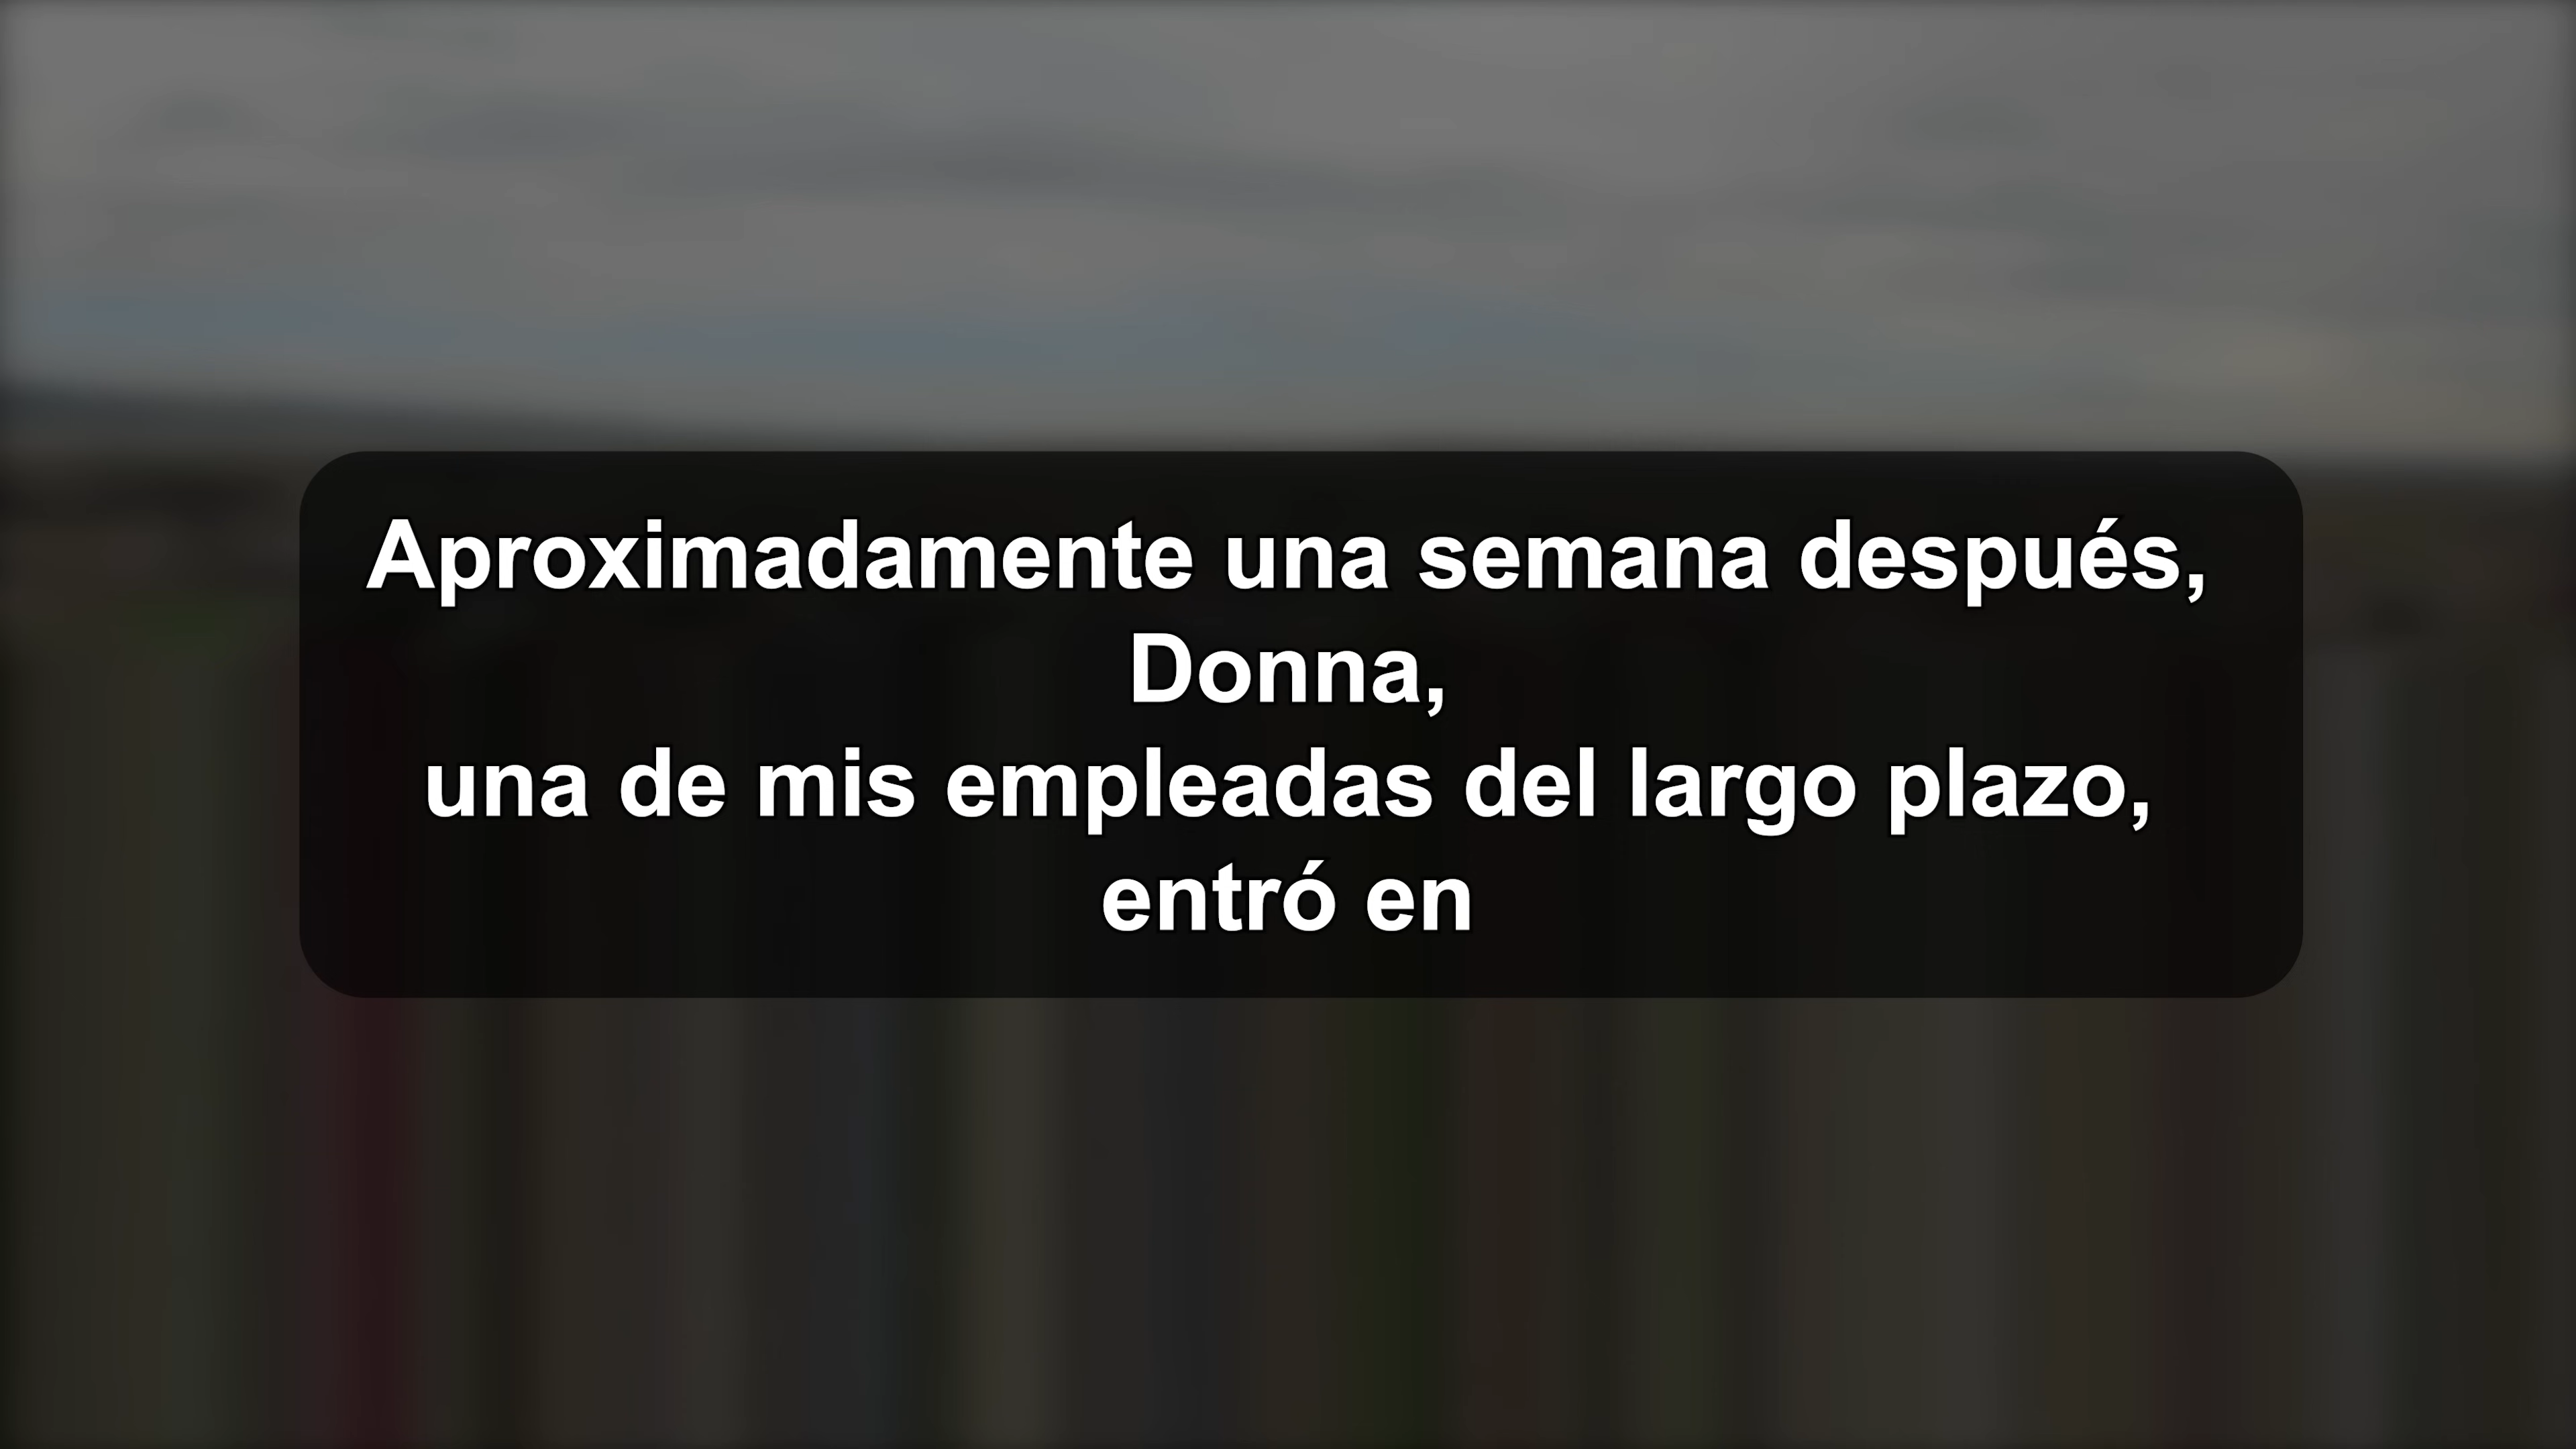 Aproximadamente una semana después,
Donna,
una de mis empleadas del largo plazo,
entró en